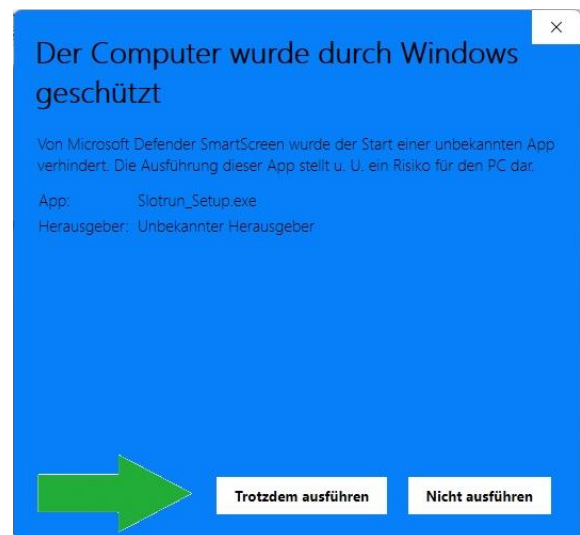 Der Computer wurde durch Windows
geschützt
Von Microsoft Defender SmartScreen wurde der Start einer unbekannten App
verhindert. Die Ausführung dieser App stellt u. U. ein Risiko für den PC dar.
App: Slotrun_Setup.exe
Herausgeber: Unbekannter Herausgeber
Trotzdem ausführen Nicht ausführen